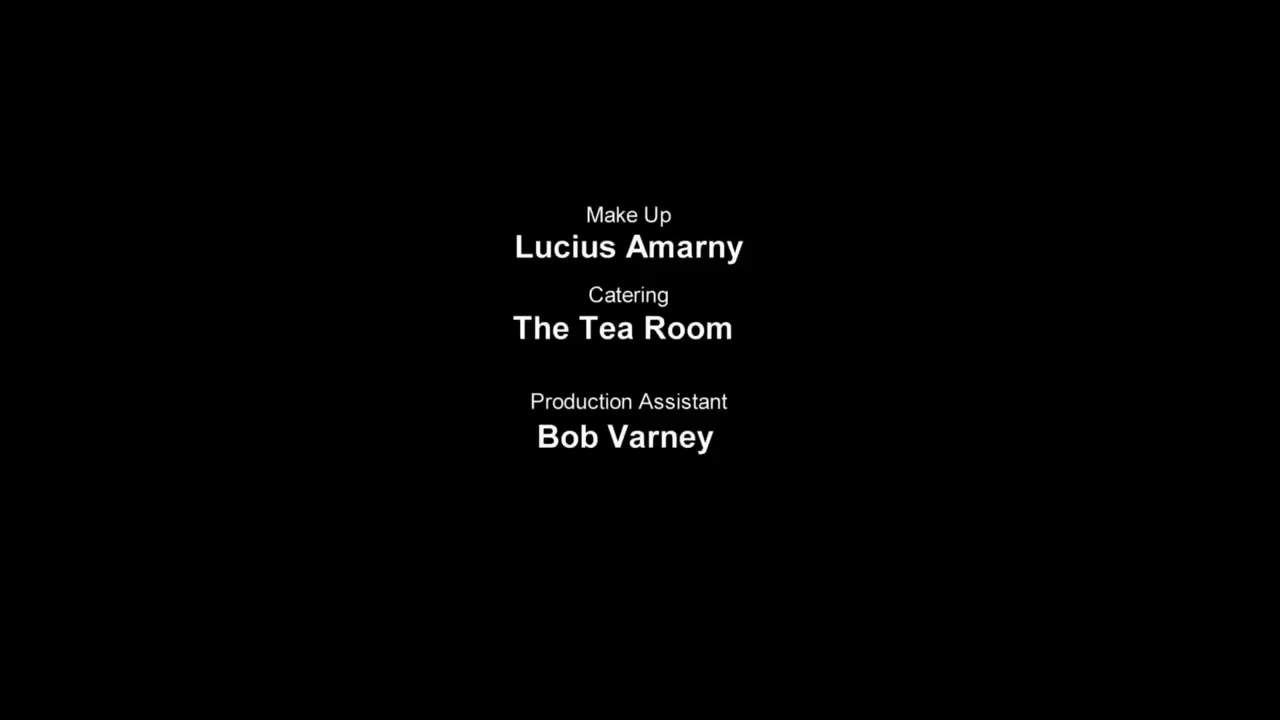 Make Up
Lucius Amarny
Catering
The Tea Room
Production Assistant
Bob Varney